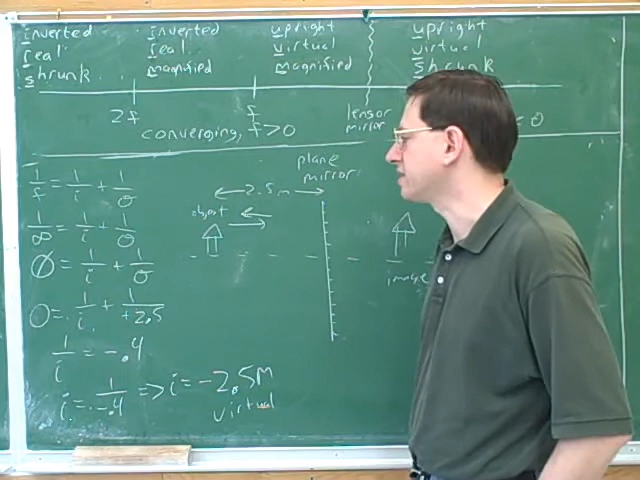 inverted inverted upright upright
real real virtual virtual
shrunk magnified magnified shrunk
2f f lens or
mirror
converging, f>0 = 0
plane
mirror
1/f = 1/i + 1/o
2.5m
object
1/∞ = 1/i + 1/o
0 = 1/i + 1/o
image
0 = 1/i + 1/+2.5
1/i = -.4
i = 1/-.4 => i = -2.5m
virtual